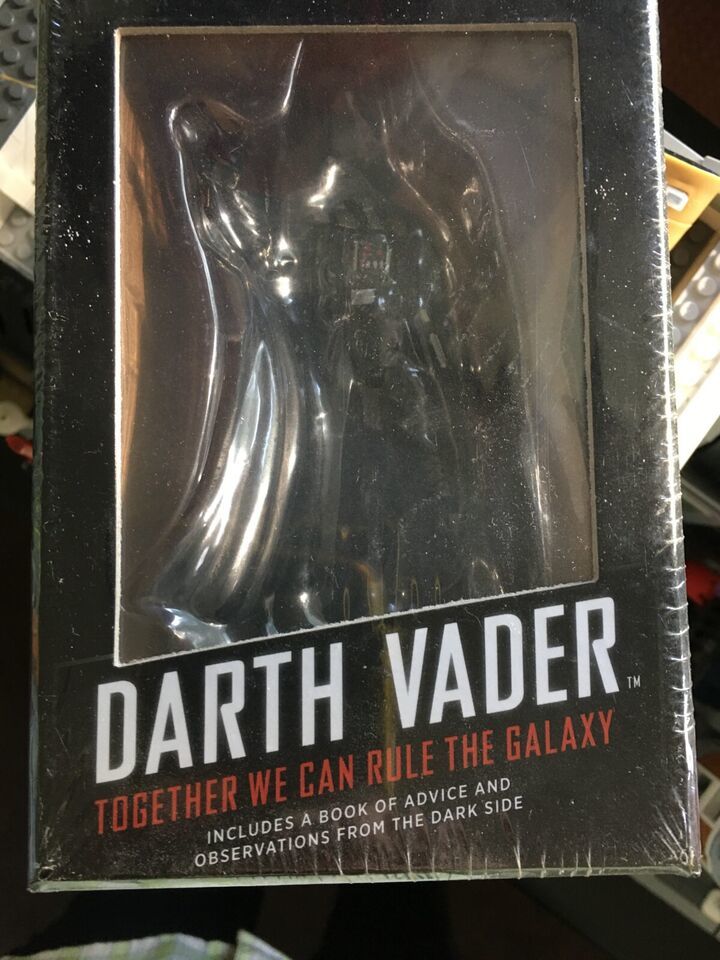 DARTH VADER™
TOGETHER WE CAN RULE THE GALAXY
INCLUDES A BOOK OF ADVICE AND
OBSERVATIONS FROM THE DARK SIDE